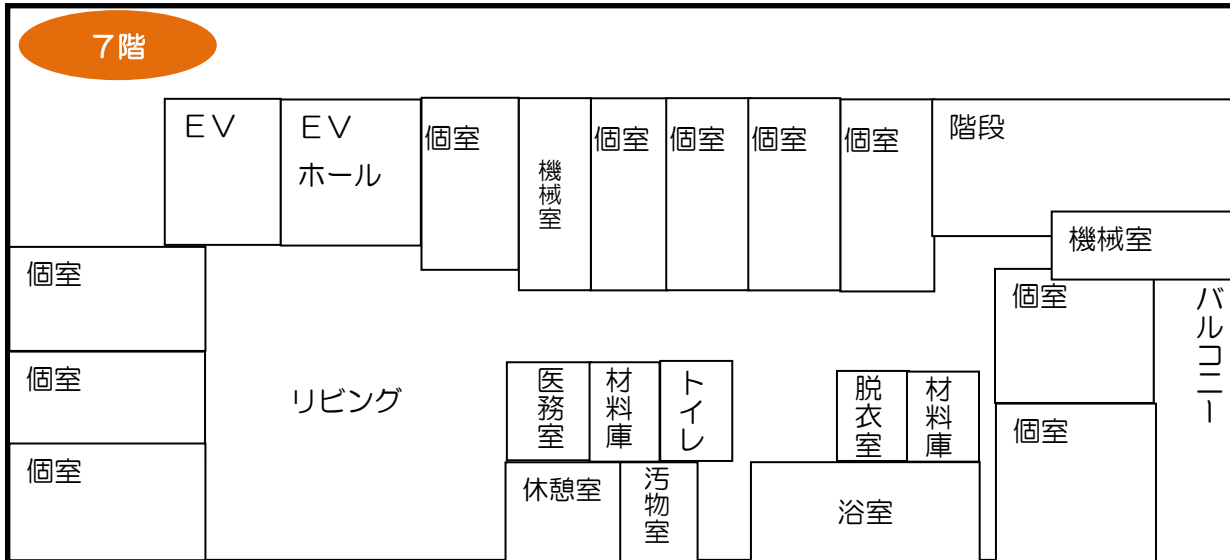 7階
EV
EV
ホール
個室
機械室
個室
個室
個室
個室
階段
機械室
個室
個室
バルコニー
個室
リビング
医務室
材料庫
トイレ
脱衣室
材料庫
個室
個室
休憩室
汚物室
浴室